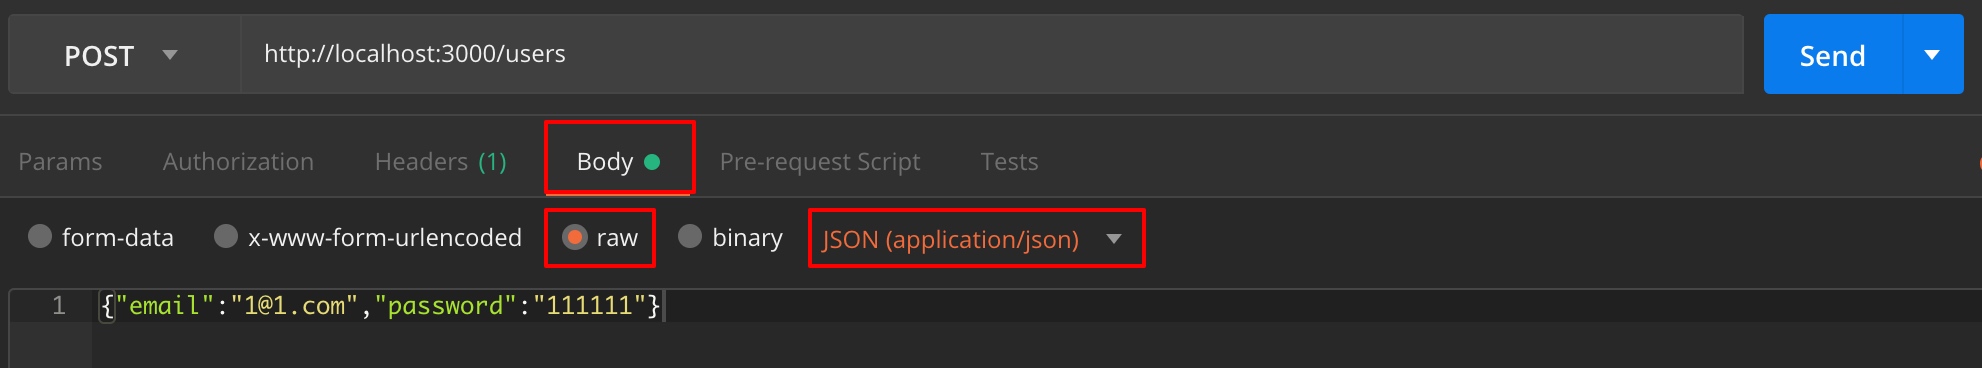 POST http://localhost:3000/users Send
Params Authorization Headers (1) Body Pre-request Script Tests
form-data x-www-form-urlencoded raw binary JSON (application/json)
1 {"email":"1@1.com","password":"111111"}